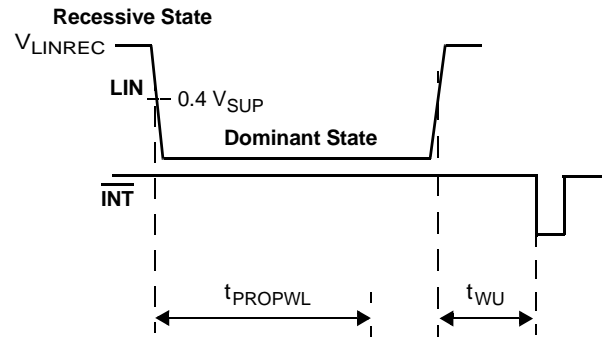 Recessive State
VLINREC
LIN
0.4 VSUP
Dominant State
INT
tPROPWL
tWU